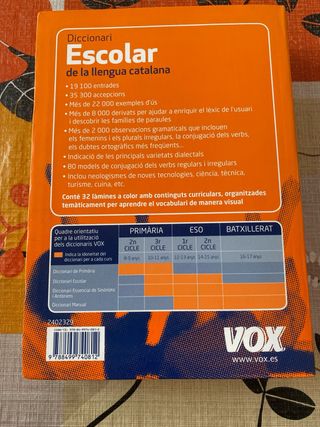 Diccionari
Escolar
de la llengua catalana
• 19 100 entrades
• 35 300 accepcions
• Més de 22 000 exemples d'ús
• Més de 8 000 derivats per ajudar a enriquir el lèxic de l'usuari
i descobrir les famílies de paraules
• Més de 2 000 observacions gramaticals que inclouen
els femenins i els plurals irregulars, la conjugació dels verbs,
els dubtes ortogràfics més freqüents...
• Indicació de les principals varietats dialectals
• 80 models de conjugació dels verbs regulars i irregulars
• Inclou neologismes de noves tecnologies, ciència, tècnica,
turisme, cuina, etc.
Conté 32 làmines a color amb continguts curriculars, organitzades
temàticament per aprendre el vocabulari de manera visual
Quadre orientatiu
per a la utilització
dels diccionaris VOX
Indica la idoneïtat del
diccionari per a cada curs
PRIMÀRIA ESO BATXILLERAT
2n CICLE 3r CICLE 1r CICLE 2n CICLE
8-9 anys 10-11 anys 12-13 anys 14-15 anys 16-17 anys
Diccionari de Primària
Diccionari Escolar
Diccionari Essencial de Sinònims
i Antònims
Diccionari Manual
2402325
9 788499 740812
VOX
www.vox.es